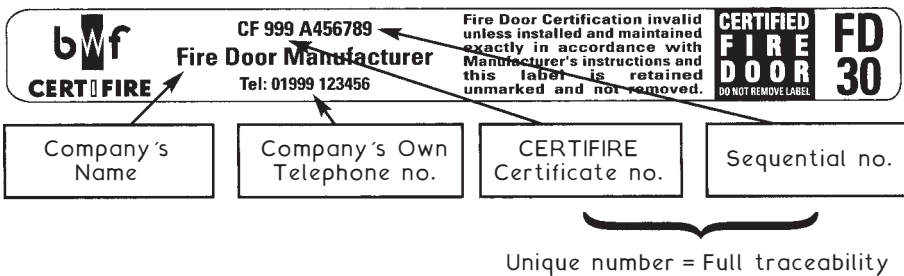 bwf
CERTIFIRE
CF 999 A456789
Fire Door Manufacturer
Tel: 01999 123456
Fire Door Certification invalid
unless installed and maintained
exactly in accordance with
Manufacturer's instructions and
this label is retained
unmarked and not removed.
CERTIFIED
FIRE
DOOR
DO NOT REMOVE LABEL
FD
30
Company's
Name
Company's Own
Telephone no.
CERTIFIRE
Certificate no.
Sequential no.
Unique number = Full traceability